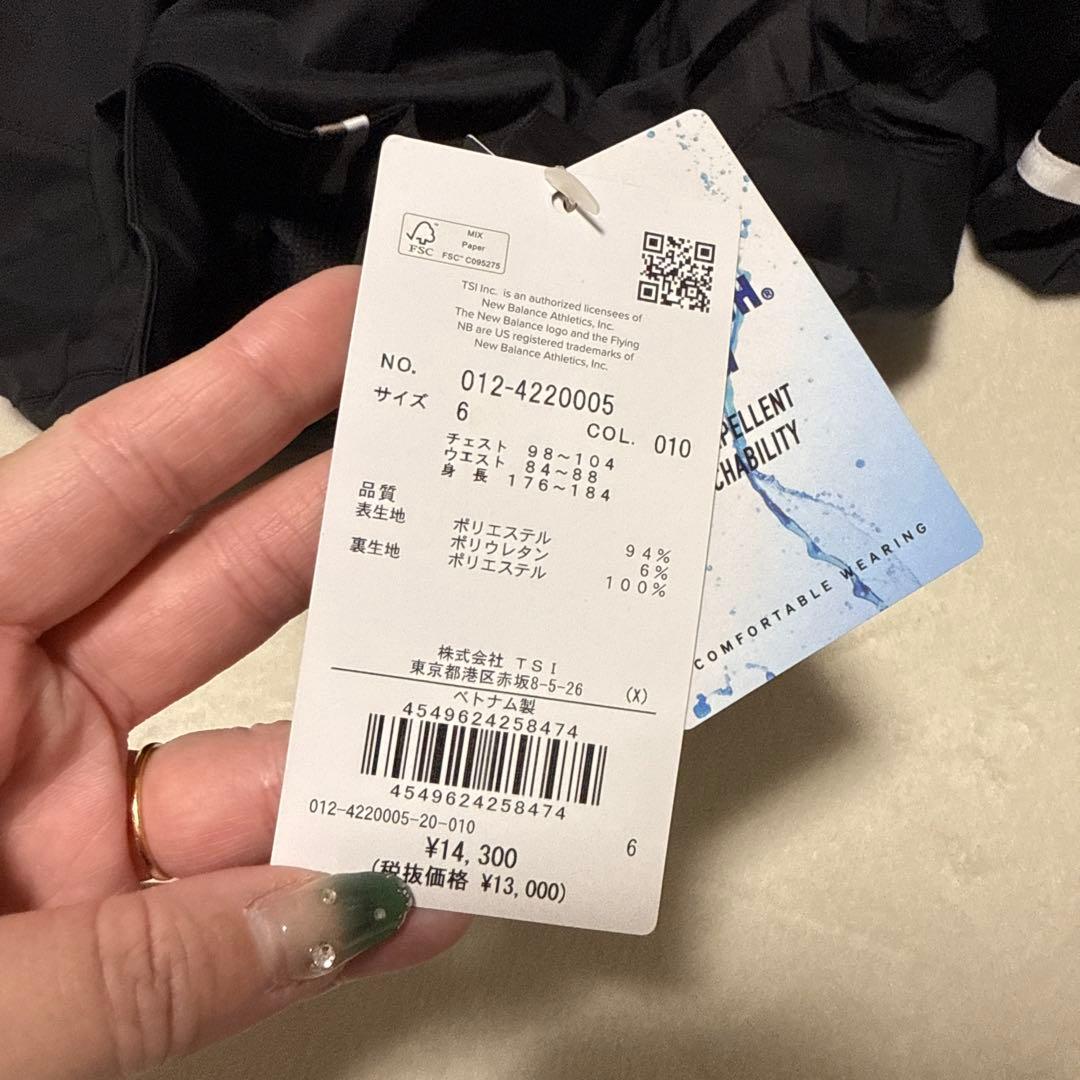 MIX
Paper
FSC
FSC™ C095275
TSI Inc. is an authorized licensees of
New Balance Athletics, Inc.
The New Balance logo and the Flying
NB are US registered trademarks of
New Balance Athletics, Inc.
NO. 012-4220005
サイズ 6 COL. 010
チェスト 98～104
ウエスト 84～88
身長 176～184
品質
表生地 ポリエステル 94%
ポリウレタン 6%
裏生地 ポリエステル 100%
株式会社 TSI
東京都港区赤坂8-5-26 (X)
ベトナム製
4549624258474
4549624258474
012-4220005-20-010
6
¥14,300
(税抜価格 ¥13,000)
COMFORTABLE WEARING